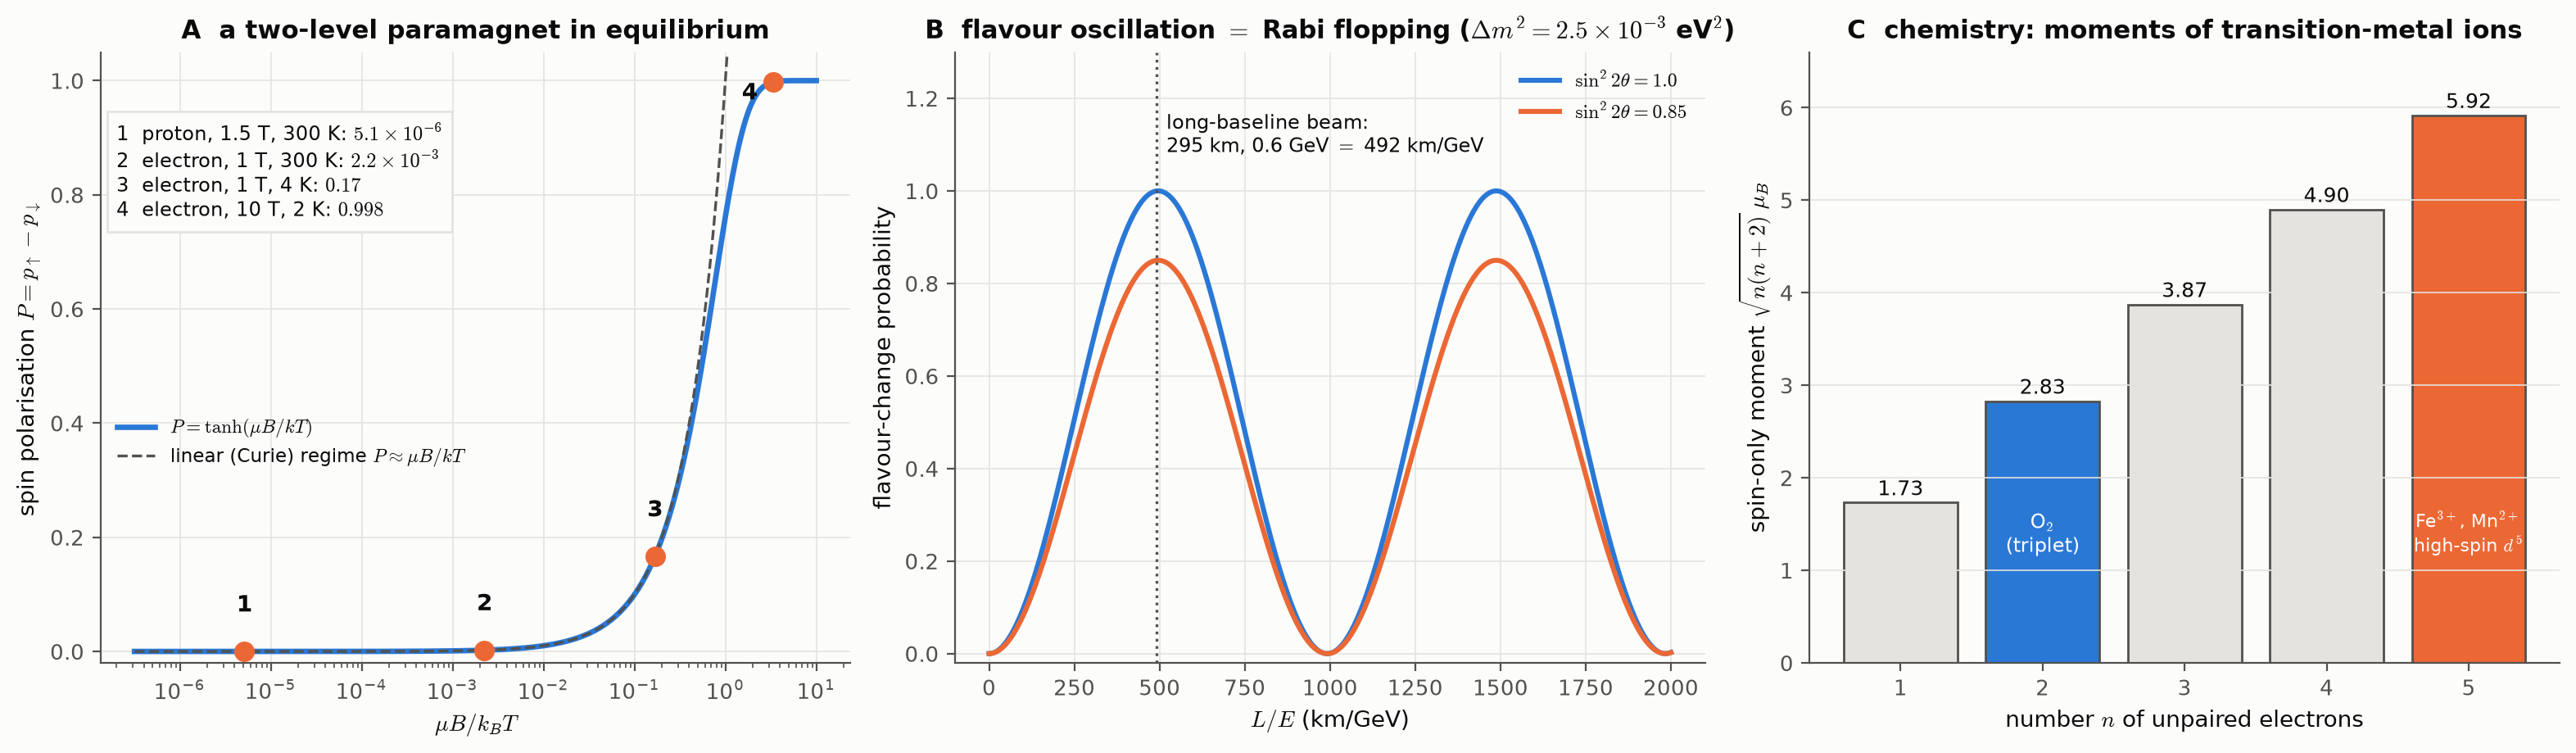 A a two-level paramagnet in equilibrium
spin polarisation P = p↑ − p↓
1.0
0.8
0.6
0.4
0.2
0.0
1 proton, 1.5 T, 300 K: 5.1 × 10⁻⁶
2 electron, 1 T, 300 K: 2.2 × 10⁻³
3 electron, 1 T, 4 K: 0.17
4 electron, 10 T, 2 K: 0.998
P = tanh(μB/kT)
linear (Curie) regime P ≈ μB/kT
1
2
3
4
10⁻⁶ 10⁻⁵ 10⁻⁴ 10⁻³ 10⁻² 10⁻¹ 10⁰ 10¹
μB/k_BT
B flavour oscillation = Rabi flopping (Δm² = 2.5 × 10⁻³ eV²)
flavour-change probability
1.2
1.0
0.8
0.6
0.4
0.2
0.0
sin² 2θ = 1.0
sin² 2θ = 0.85
long-baseline beam:
295 km, 0.6 GeV = 492 km/GeV
0 250 500 750 1000 1250 1500 1750 2000
L/E (km/GeV)
C chemistry: moments of transition-metal ions
spin-only moment √n(n + 2) μ_B
6
5
4
3
2
1
0
1.73
2.83
3.87
4.90
5.92
O₂
(triplet)
Fe³⁺, Mn²⁺
high-spin d⁵
1 2 3 4 5
number n of unpaired electrons